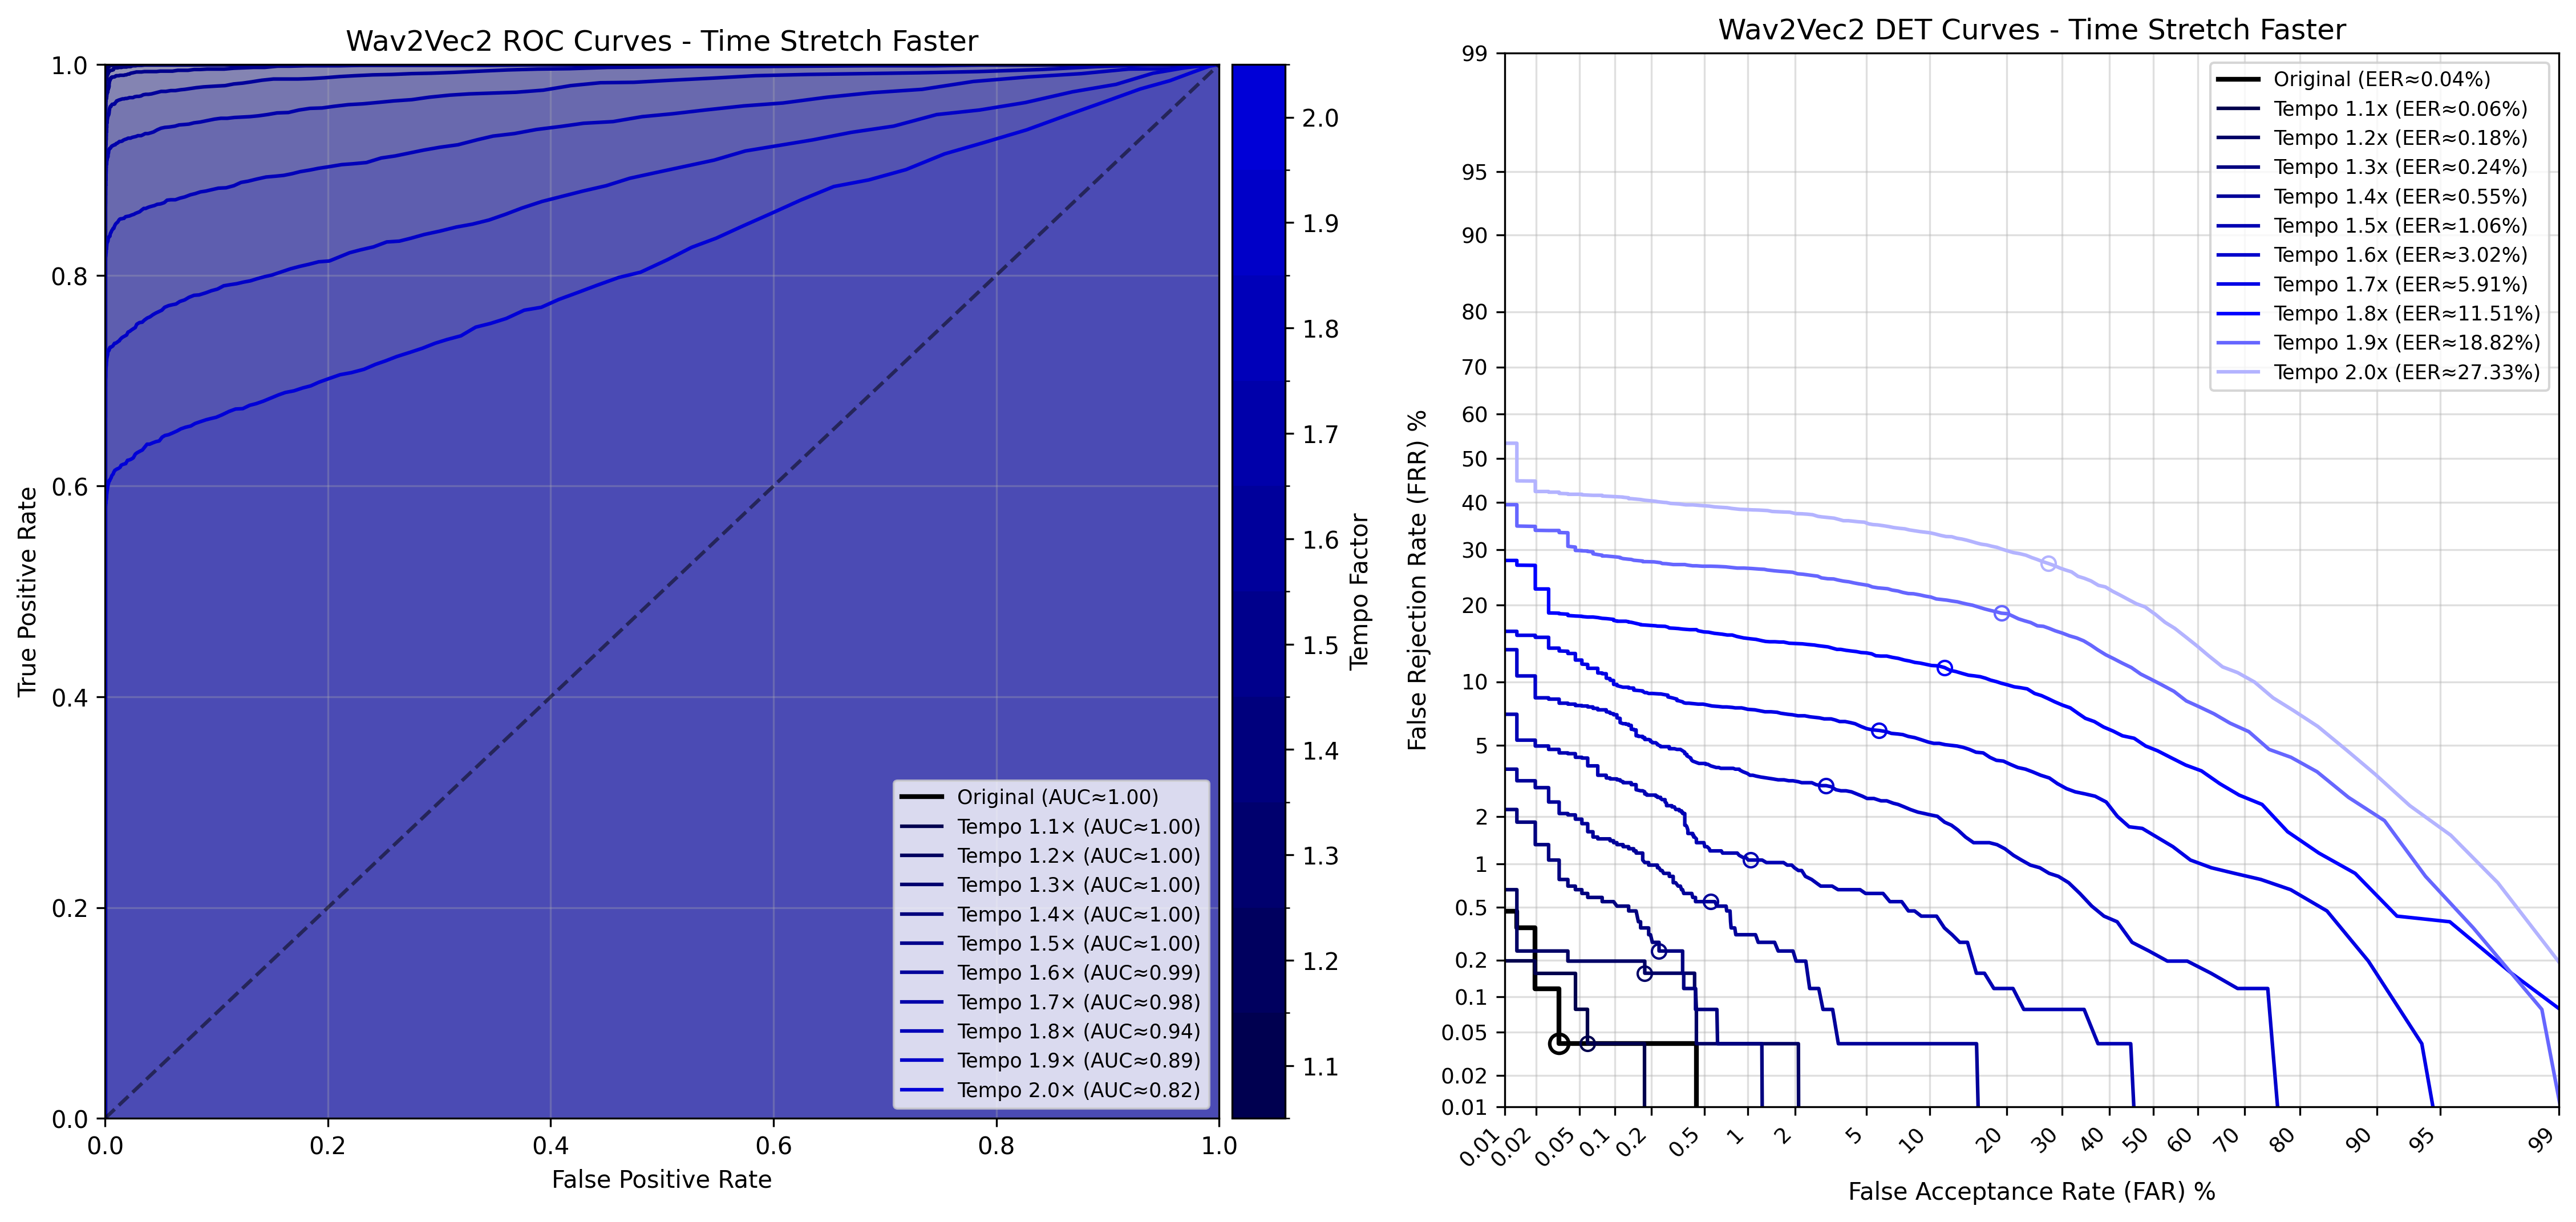 Wav2Vec2 ROC Curves - Time Stretch Faster
True Positive Rate
1.0
0.8
0.6
0.4
0.2
0.0
0.0 0.2 0.4 0.6 0.8 1.0
False Positive Rate
Original (AUC≈1.00)
Tempo 1.1× (AUC≈1.00)
Tempo 1.2× (AUC≈1.00)
Tempo 1.3× (AUC≈1.00)
Tempo 1.4× (AUC≈1.00)
Tempo 1.5× (AUC≈1.00)
Tempo 1.6× (AUC≈0.99)
Tempo 1.7× (AUC≈0.98)
Tempo 1.8× (AUC≈0.94)
Tempo 1.9× (AUC≈0.89)
Tempo 2.0× (AUC≈0.82)
2.0
1.9
1.8
1.7
1.6
1.5
1.4
1.3
1.2
1.1
Tempo Factor
Wav2Vec2 DET Curves - Time Stretch Faster
False Rejection Rate (FRR) %
99
95
90
80
70
60
50
40
30
20
10
5
2
1
0.5
0.2
0.1
0.05
0.02
0.01
0.01 0.02 0.05 0.1 0.2 0.5 1 2 5 10 20 30 40 50 60 70 80 90 95 99
False Acceptance Rate (FAR) %
Original (EER≈0.04%)
Tempo 1.1x (EER≈0.06%)
Tempo 1.2x (EER≈0.18%)
Tempo 1.3x (EER≈0.24%)
Tempo 1.4x (EER≈0.55%)
Tempo 1.5x (EER≈1.06%)
Tempo 1.6x (EER≈3.02%)
Tempo 1.7x (EER≈5.91%)
Tempo 1.8x (EER≈11.51%)
Tempo 1.9x (EER≈18.82%)
Tempo 2.0x (EER≈27.33%)